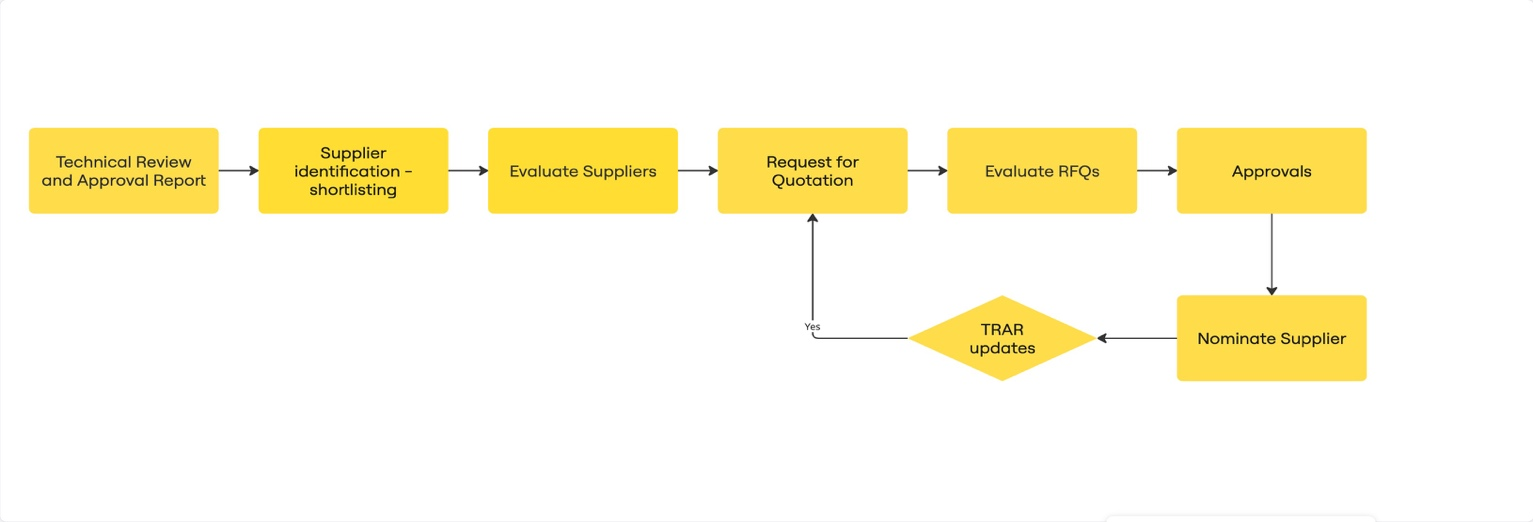 Technical Review
and Approval Report
Supplier
identification -
shortlisting
Evaluate Suppliers
Request for
Quotation
Evaluate RFQs
Approvals
Yes
TRAR
updates
Nominate Supplier